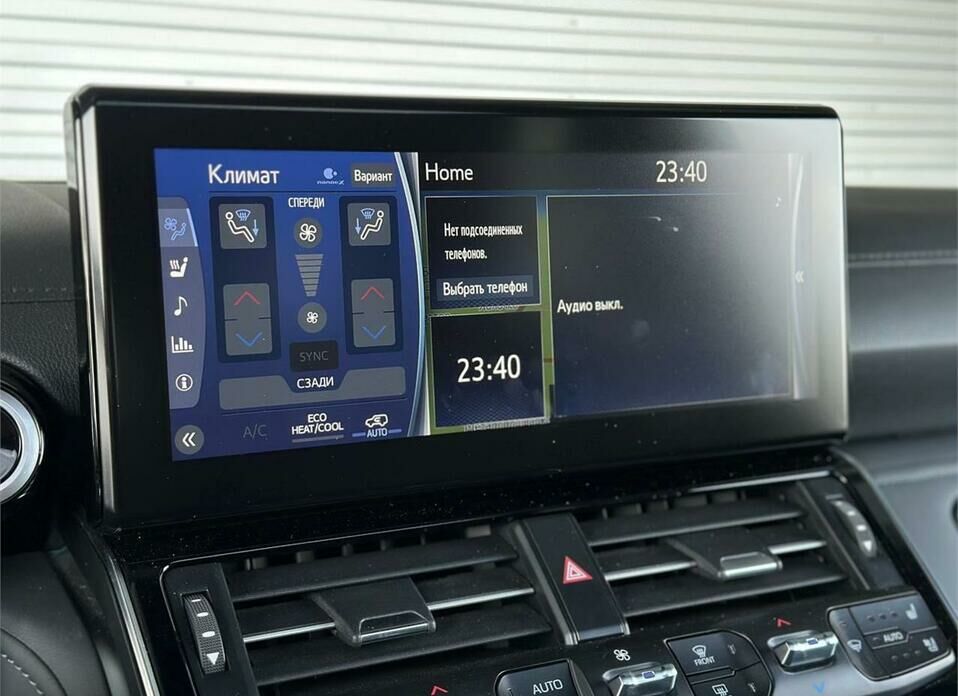 Климат
nanoeX
Вариант
Home
23:40
СПЕРЕДИ
Нет подсоединенных
телефонов.
Выбрать телефон
Аудио выкл.
23:40
SYNC
СЗАДИ
A/C
ECO
HEAT/COOL
AUTO
AUTO
FRONT
AUTO